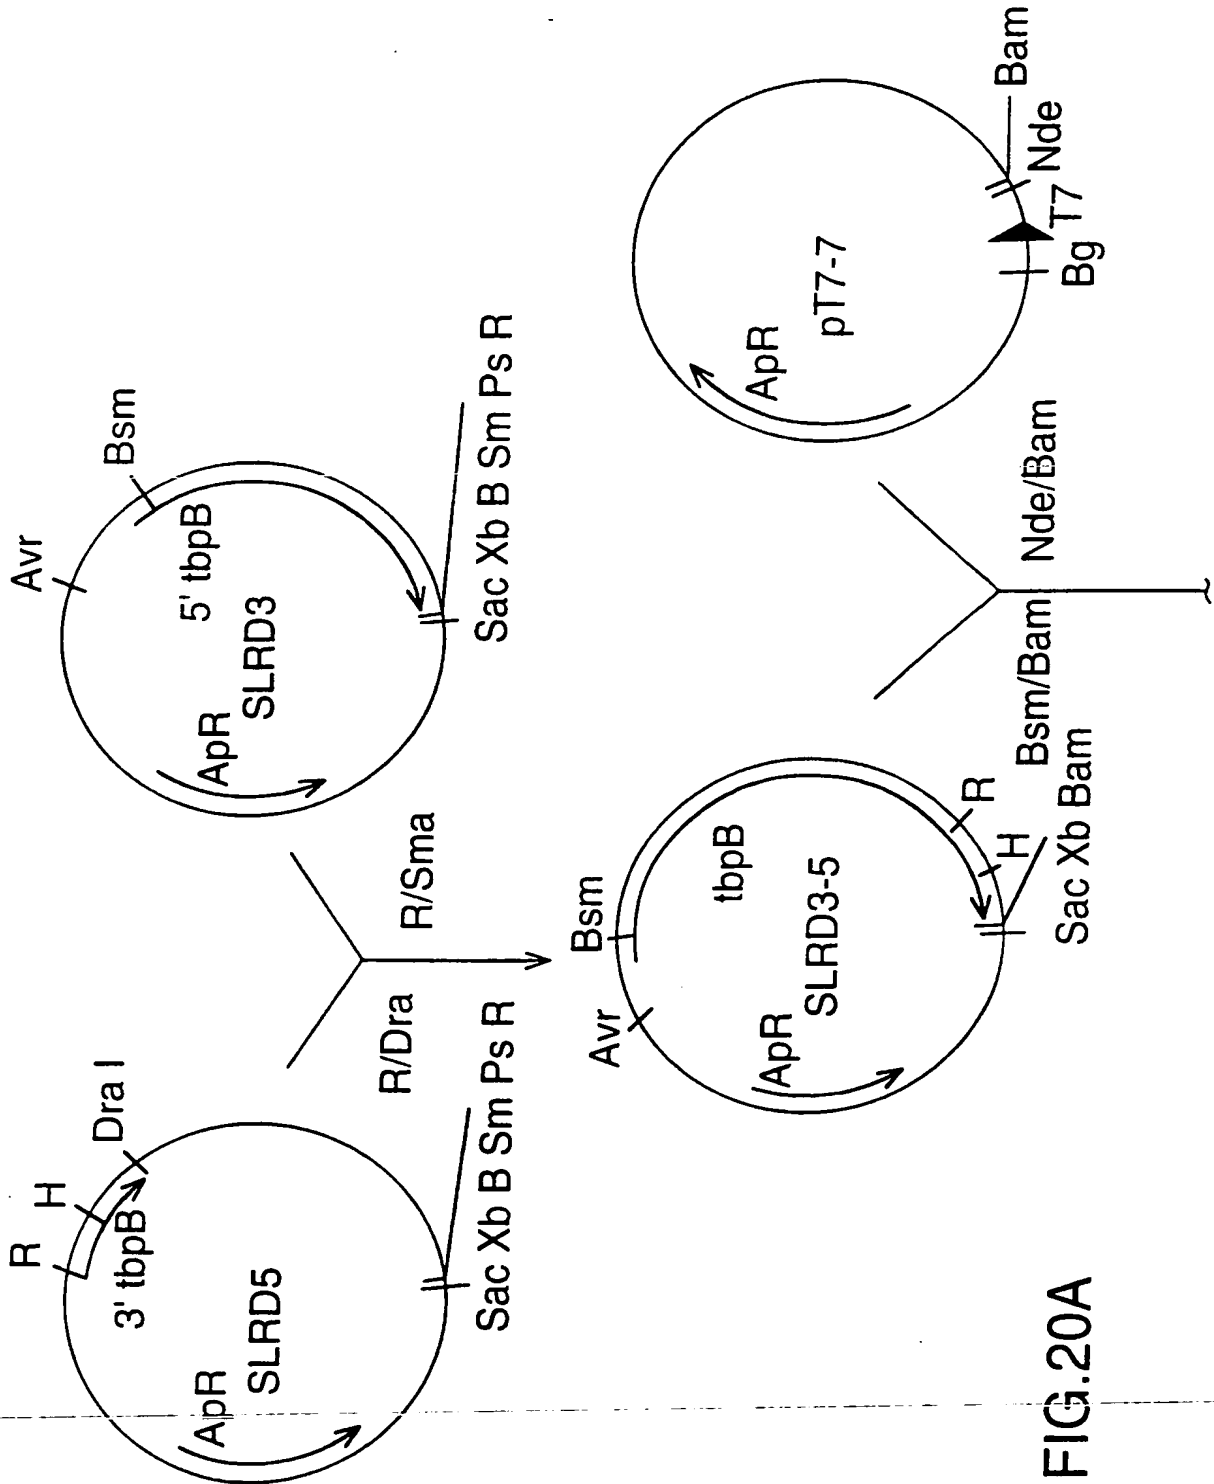 R
H
Dra I
3' tbpB
ApR
SLRD5
Sac Xb B Sm Ps R
Avr
Bsm
5' tbpB
ApR
SLRD3
Sac Xb B Sm Ps R
R/Dra
R/Sma
Avr
Bsm
tbpB
ApR
SLRD3-5
R
H
Sac Xb Bam
ApR
pT7-7
Bg
T7
Nde
Bam
Bsm/Bam
Nde/Bam
FIG.20A